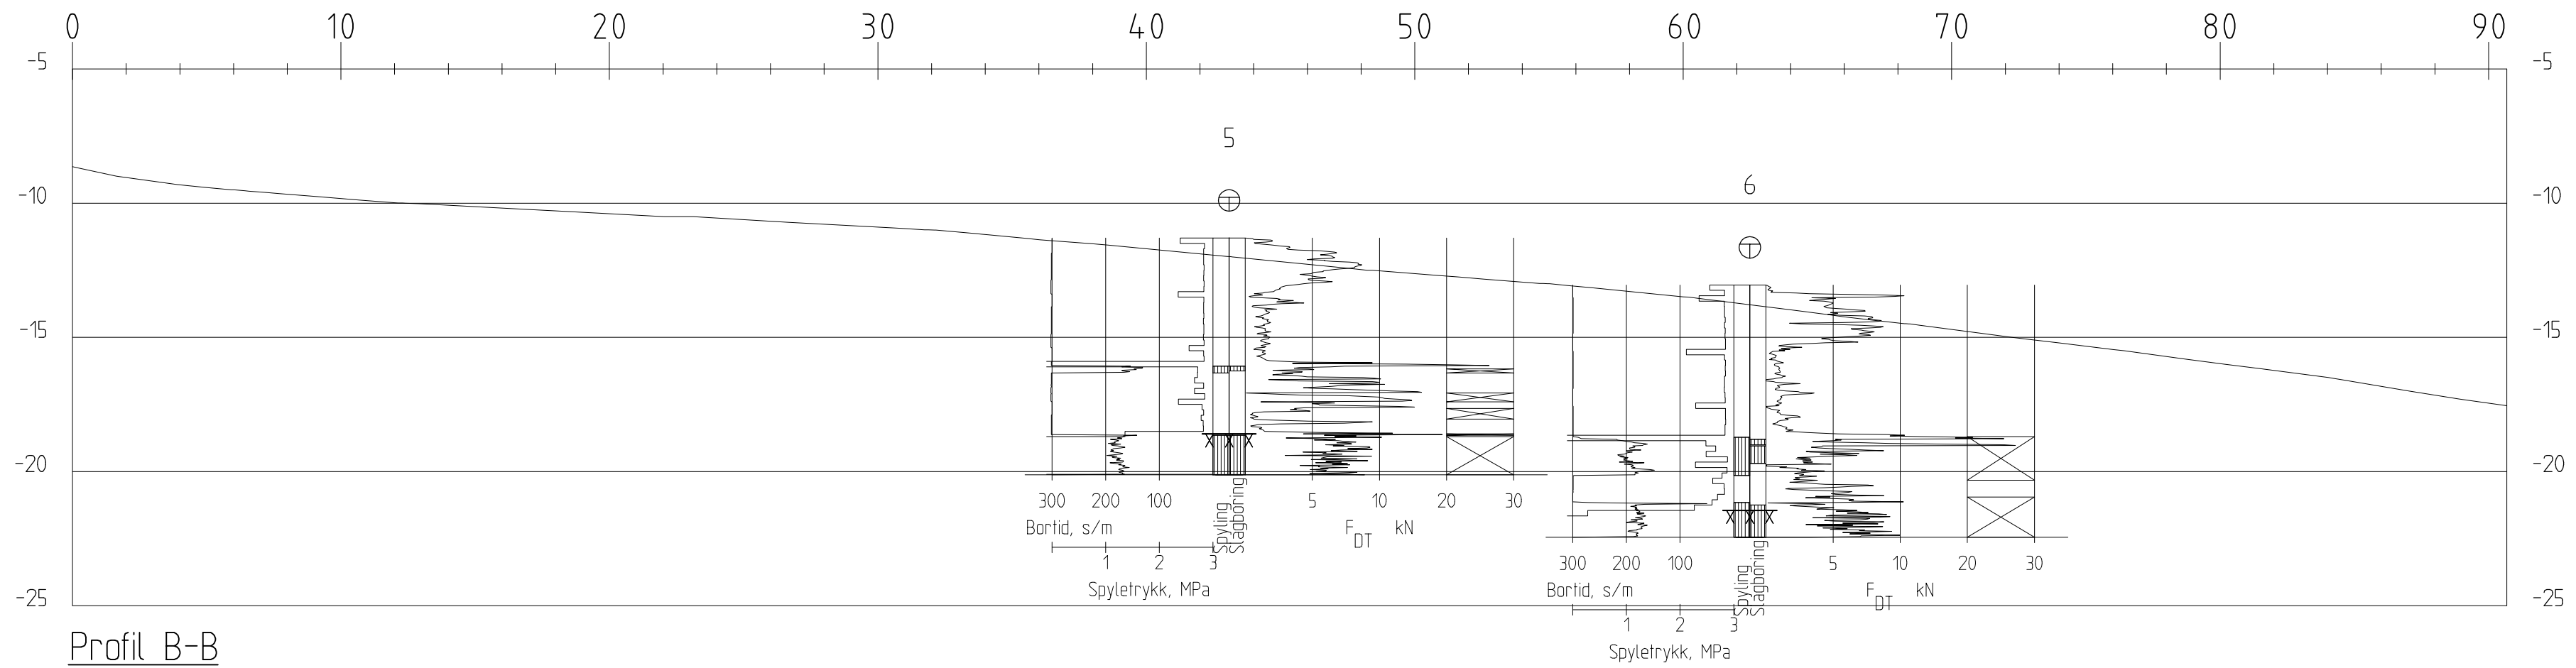 0 10 20 30 40 50 60 70 80 90
-5 -5
5
6
-10 -10
-15 -15
-20 -20
300 200 100 Spyling Slagboring 5 10 20 30
Bortid, s/m F DT kN
1 2 3
Spyletrykk, MPa
300 200 100 Spyling Slagboring 5 10 20 30
Bortid, s/m F DT kN
1 2 3
Spyletrykk, MPa
-25 -25
Profil B-B